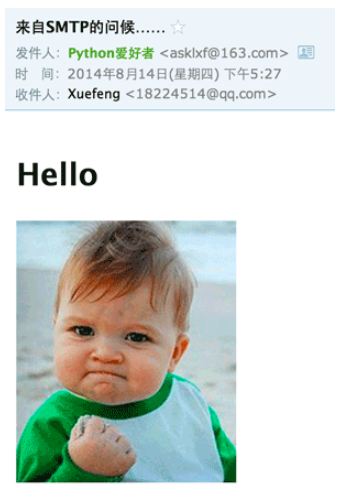 来自SMTP的问候……
发件人: Python爱好者 <asklxf@163.com>
时　间: 2014年8月14日(星期四) 下午5:27
收件人: Xuefeng <18224514@qq.com>
Hello